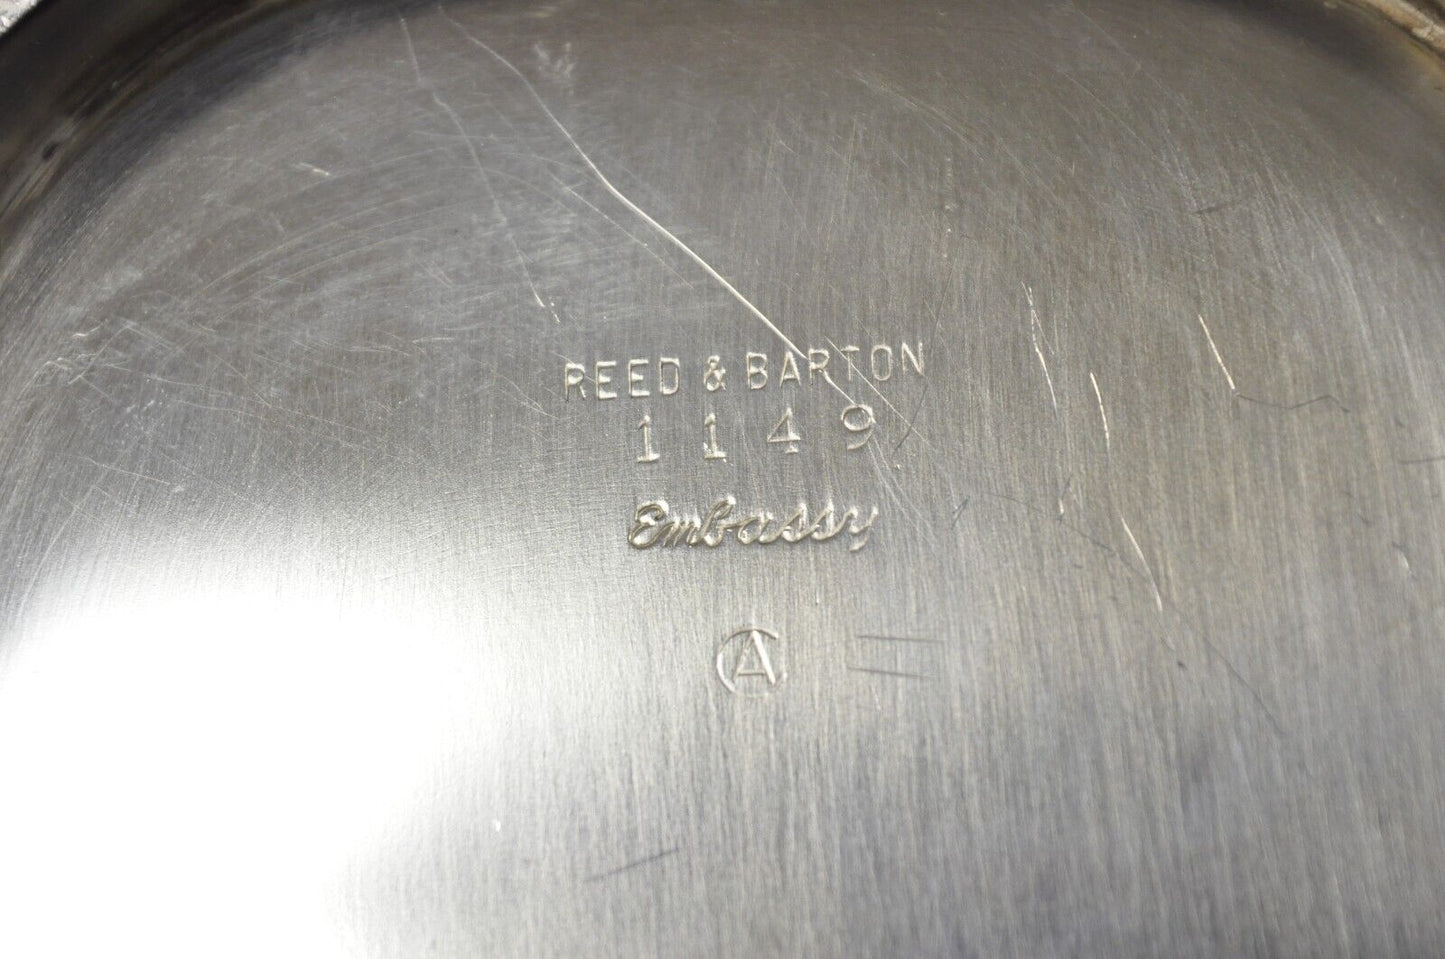 REED & BARTON
1149
Embassy
A